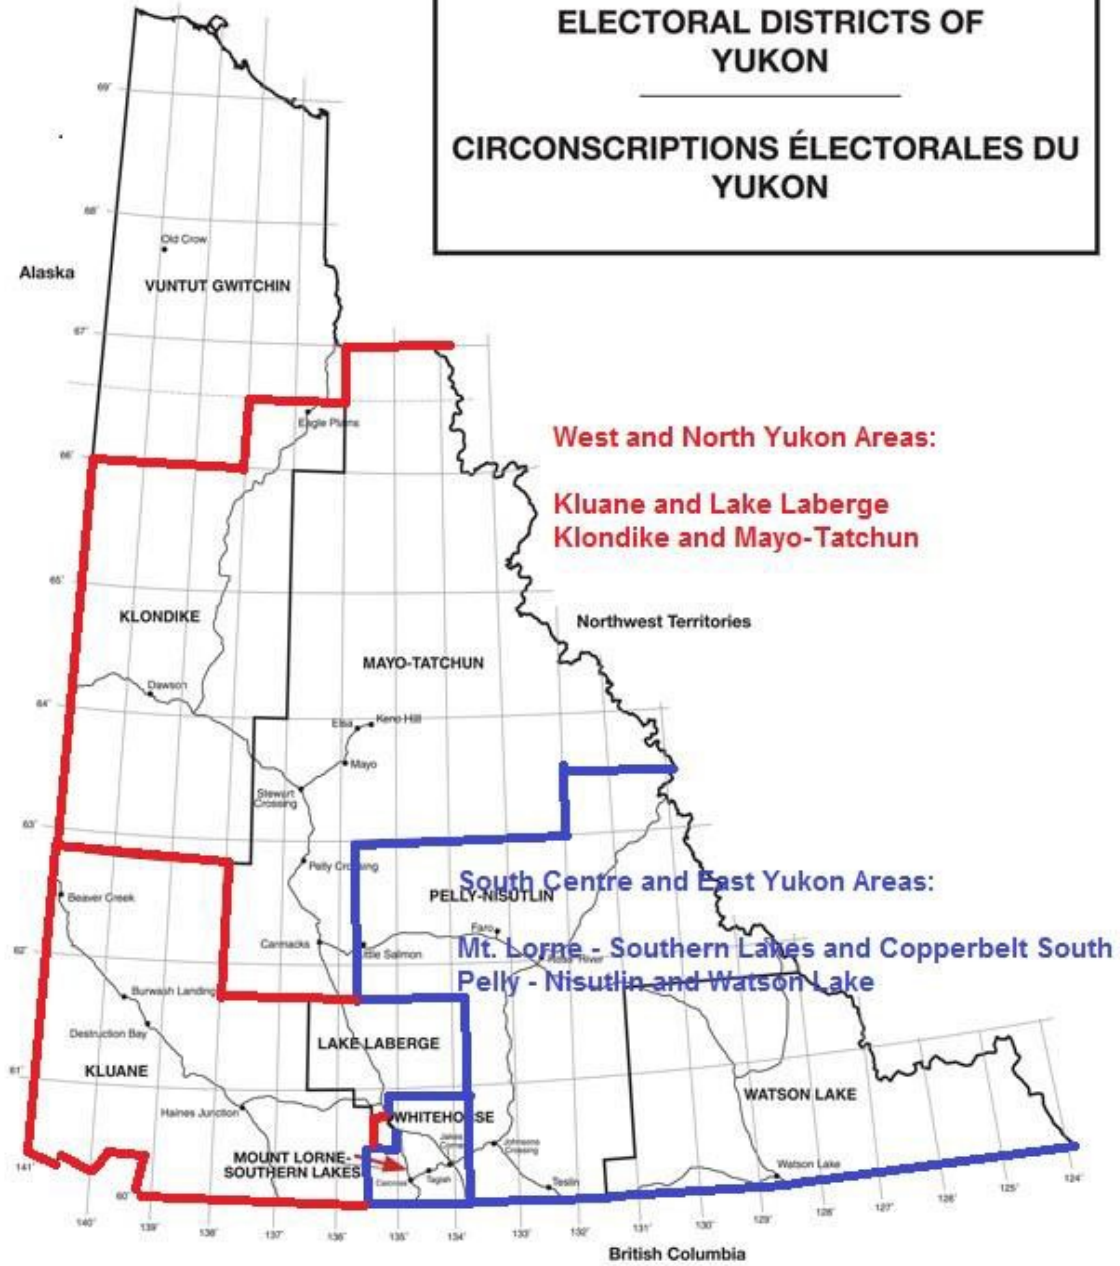 ELECTORAL DISTRICTS OF
YUKON
CIRCONSCRIPTIONS ÉLECTORALES DU
YUKON
69°
68°
Old Crow
Alaska
VUNTUT GWITCHIN
67°
Eagle Plains
66°
West and North Yukon Areas:
Kluane and Lake Laberge
Klondike and Mayo-Tatchun
65°
KLONDIKE
Northwest Territories
MAYO-TATCHUN
Dawson
64°
Elsa
Keno Hill
Mayo
Stewart
Crossing
63°
Pelly Crossing
South Centre and East Yukon Areas:
Beaver Creek
PELLY-NISUTLIN
Faro
Carmacks
Little Salmon
Mt. Lorne - Southern Lakes and Copperbelt South
62°
Ross River
Pelly - Nisutlin and Watson Lake
Burwash Landing
Destruction Bay
LAKE LABERGE
61°
KLUANE
WATSON LAKE
Haines Junction
WHITEHORSE
Jakes
Corner
Johnsons
Crossing
MOUNT LORNE-
SOUTHERN LAKES
141°
Carcross
Tagish
Teslin
Watson Lake
60°
140°
139°
138°
137°
136°
135°
134°
133°
132°
131°
130°
129°
128°
127°
126°
125°
124°
British Columbia